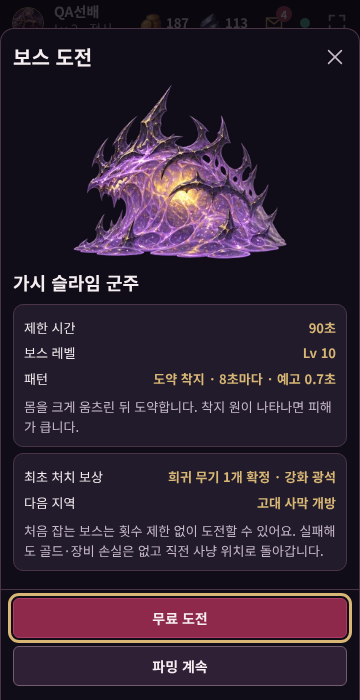 QA선배
187
113
4
보스 도전
가시 슬라임 군주
제한 시간 90초
보스 레벨 Lv 10
패턴 도약 착지 · 8초마다 · 예고 0.7초
몸을 크게 움츠린 뒤 도약합니다. 착지 원이 나타나면 피해
가 큽니다.
최초 처치 보상 희귀 무기 1개 확정 · 강화 광석
다음 지역 고대 사막 개방
처음 잡는 보스는 횟수 제한 없이 도전할 수 있어요. 실패해
도 골드·장비 손실은 없고 직전 사냥 위치로 돌아갑니다.
무료 도전
파밍 계속